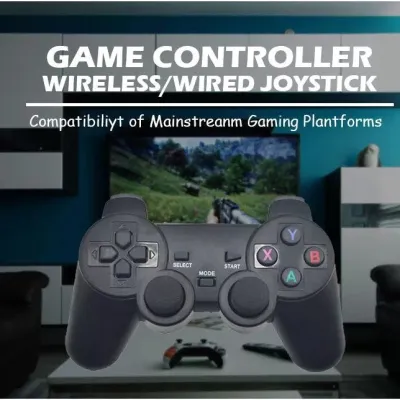 GAME CONTROLLER
WIRELESS/WIRED JOYSTICK
Compatibiliyt of Mainstreanm Gaming Plantforms
SELECT
START
MODE
Y
X
B
A